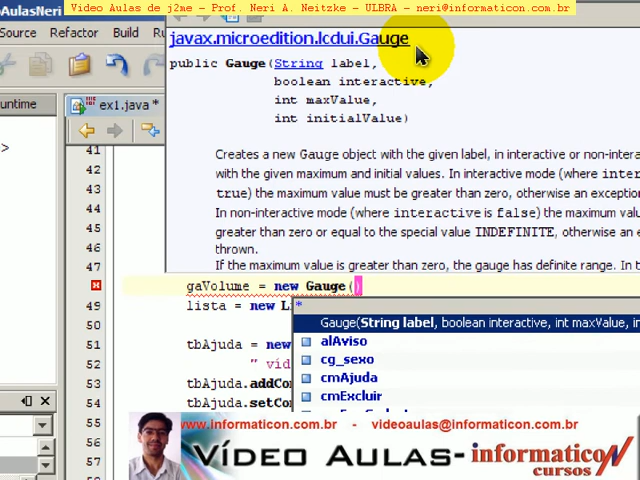 Video Aulas de j2me - Prof. Neri A. Neitzke - ULBRA - neri@informaticon.com.br
oAulasNeri
Source Refactor Build Ru
javax.microedition.lcdui.Gauge
public Gauge(String label,
boolean interactive,
int maxValue,
int initialValue)
Creates a new Gauge object with the given label, in interactive or non-intera
with the given maximum and initial values. In interactive mode (where inter
true) the maximum value must be greater than zero, otherwise an exception
In non-interactive mode (where interactive is false) the maximum valu
greater than zero or equal to the special value INDEFINITE, otherwise an e
thrown.
If the maximum value is greater than zero, the gauge has definite range. In t
untime
ex1.java *
>
41
42
43
44
45
46
47
gaVolume = new Gauge()
49 lista = new Li
*
Gauge(String label, boolean interactive, int maxValue, in
50
alAviso
51 tbAjuda = new
cg_sexo
52 " vid
cmAjuda
53 tbAjuda.addCom
cmExcluir
54 tbAjuda.setCo
55
56
57
www.informaticon.com.br - videoaulas@informaticon.com.br
VÍDEO AULAS-informaticon
cursos